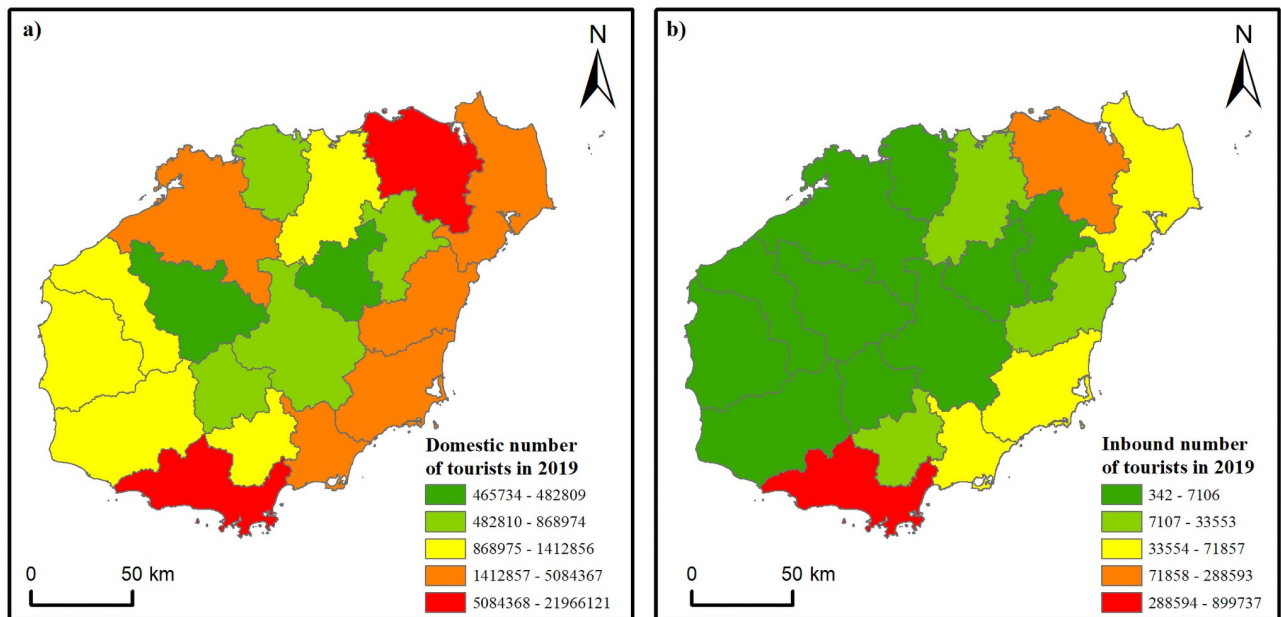 a)
N
Domestic number
of tourists in 2019
465734 - 482809
482810 - 868974
868975 - 1412856
1412857 - 5084367
5084368 - 21966121
0 50 km
b)
N
Inbound number
of tourists in 2019
342 - 7106
7107 - 33553
33554 - 71857
71858 - 288593
288594 - 899737
0 50 km